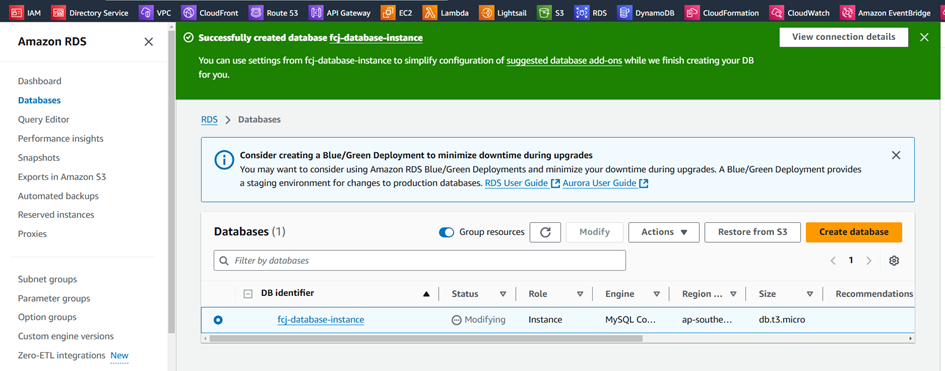 IAM Directory Service VPC CloudFront Route 53 API Gateway EC2 Lambda Lightsail S3 RDS DynamoDB CloudFormation CloudWatch Amazon EventBridge
Amazon RDS
Dashboard
Databases
Query Editor
Performance insights
Snapshots
Exports in Amazon S3
Automated backups
Reserved instances
Proxies
Subnet groups
Parameter groups
Option groups
Custom engine versions
Zero-ETL integrations New
Successfully created database fcj-database-instance
View connection details
You can use settings from fcj-database-instance to simplify configuration of suggested database add-ons while we finish creating your DB
for you.
RDS > Databases
Consider creating a Blue/Green Deployment to minimize downtime during upgrades
You may want to consider using Amazon RDS Blue/Green Deployments and minimize your downtime during upgrades. A Blue/Green Deployment provides
a staging environment for changes to production databases. RDS User Guide Aurora User Guide
Databases (1) Group resources Modify Actions Restore from S3 Create database
Filter by databases 1
DB identifier Status Role Engine Region ... Size Recommendations
fcj-database-instance Modifying Instance MySQL Co... ap-southe... db.t3.micro